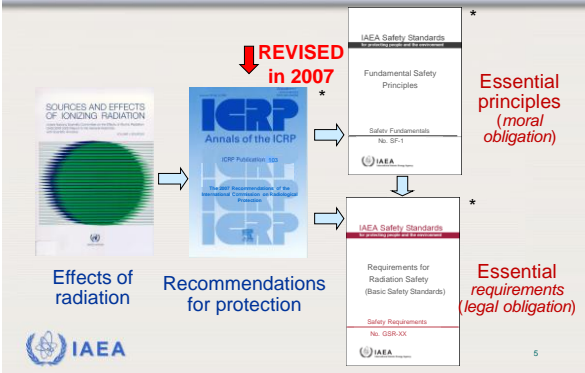 REVISED
in 2007
*
SOURCES AND EFFECTS
OF IONIZING RADIATION
Effects of
radiation
ICRP
Annals of the ICRP
ICRP Publication 103
The 2007 Recommendations of the
International Commission on Radiological
Protection
ICRP
ICRP
Recommendations
for protection
*
IAEA Safety Standards
for protecting people and the environment
Fundamental Safety
Principles
Safety Fundamentals
No. SF-1
IAEA
Essential
principles
(moral
obligation)
*
IAEA Safety Standards
for protecting people and the environment
Requirements for
Radiation Safety
(Basic Safety Standards)
Safety Requirements
No. GSR-XX
IAEA
Essential
requirements
(legal obligation)
IAEA
5